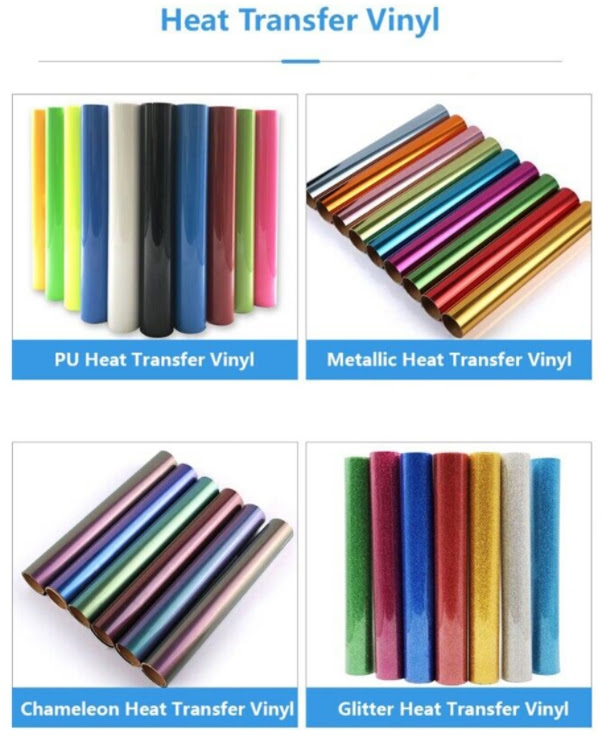 Heat Transfer Vinyl
PU Heat Transfer Vinyl
Metallic Heat Transfer Vinyl
Chameleon Heat Transfer Vinyl
Glitter Heat Transfer Vinyl